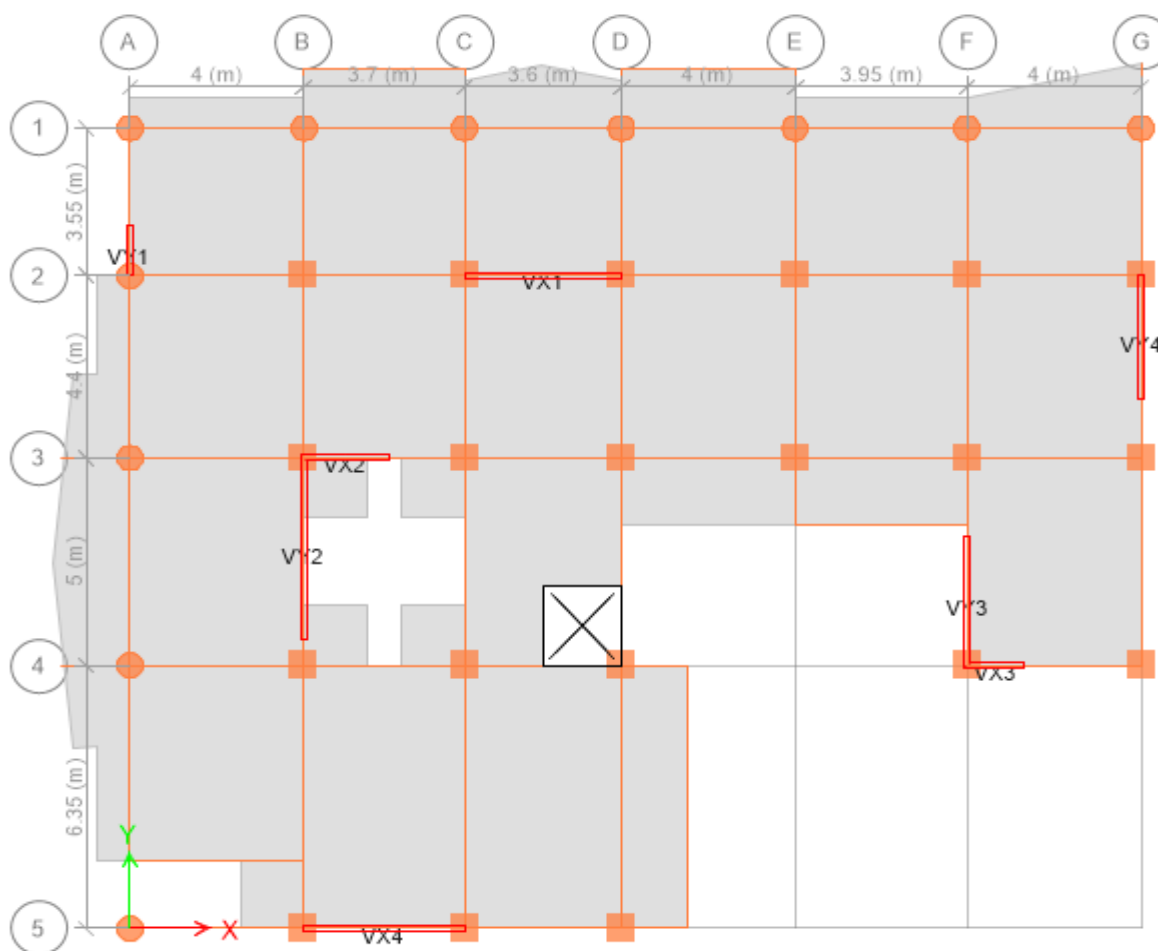 A B C D E F G
4 (m) 3.7 (m) 3.6 (m) 4 (m) 3.95 (m) 4 (m)
1
3.55 (m)
VY1
2
VX1
4.4 (m)
VY4
3
VX2
5 (m)
VY2
VY3
4
VX3
6.35 (m)
Y
5
X
VX4